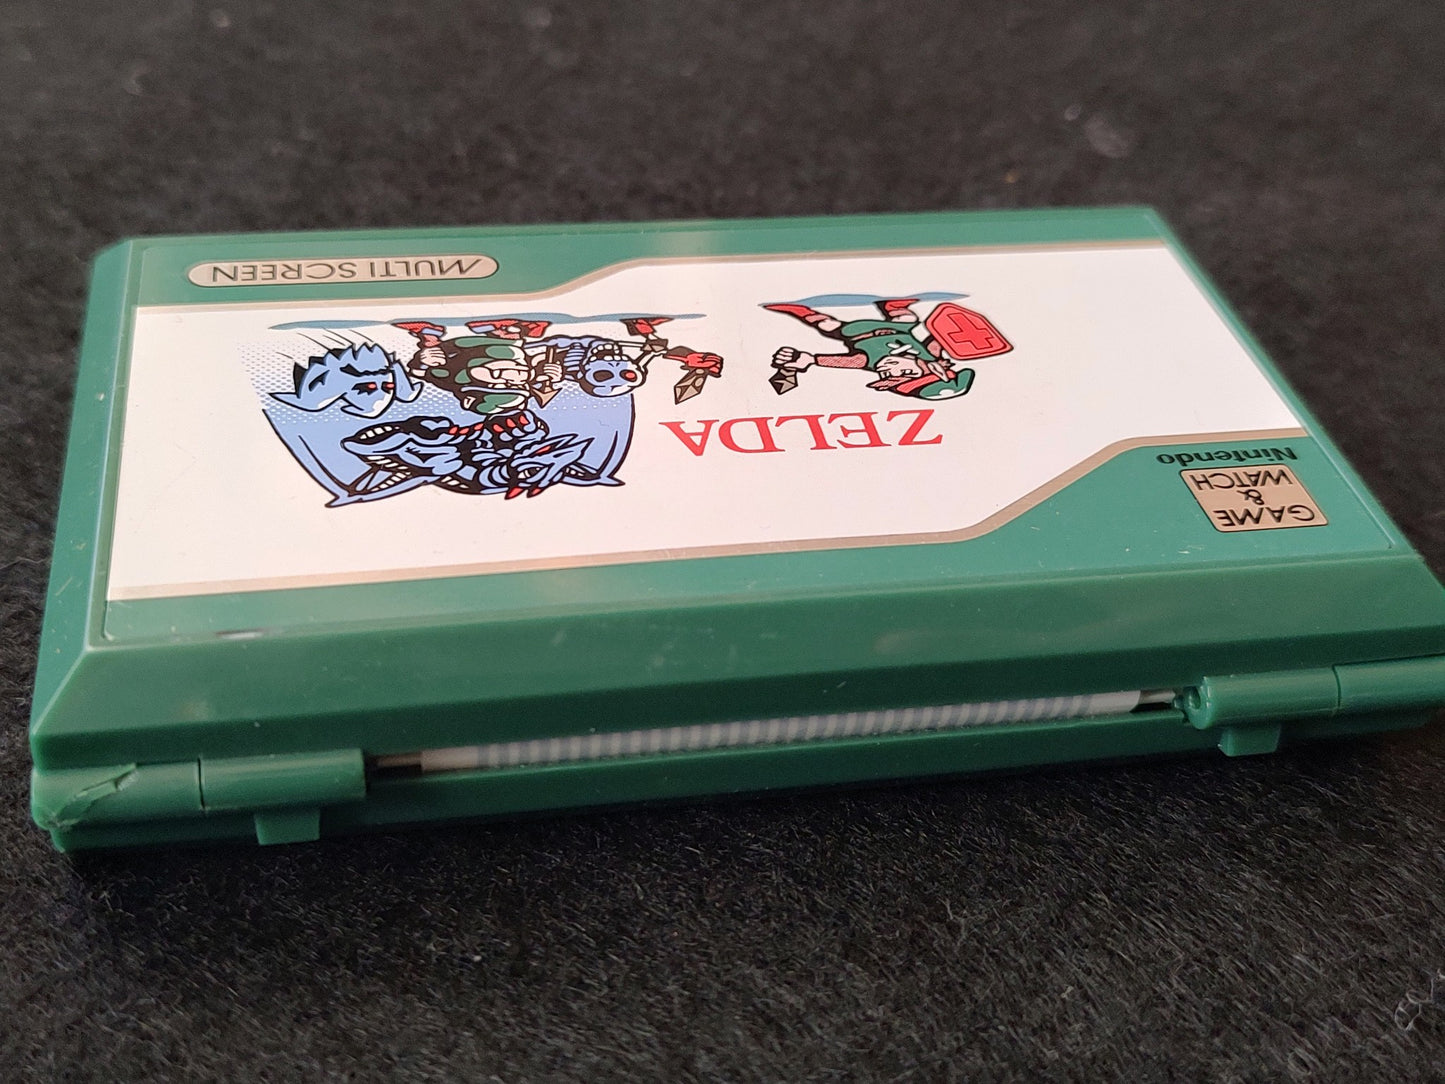 Nintendo
GAME
&
WATCH
ZELDA
MULTI SCREEN